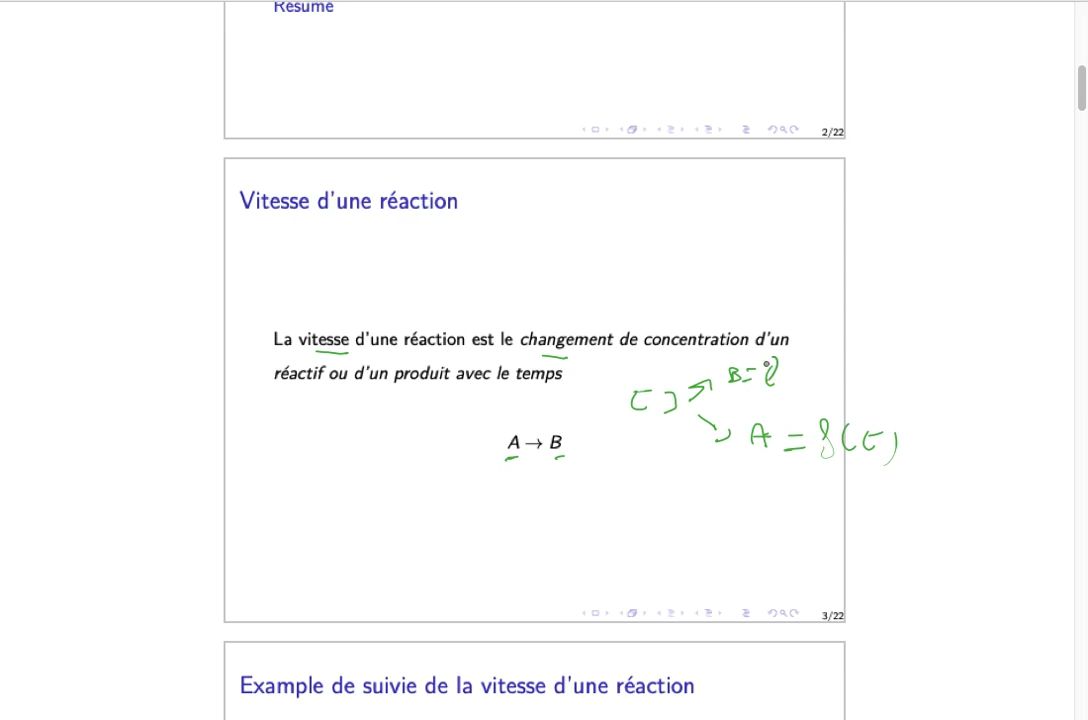 Résumé
2/22
Vitesse d'une réaction
La vitesse d'une réaction est le changement de concentration d'un
réactif ou d'un produit avec le temps
B =
[ ]
A → B
A = f(t)
3/22
Example de suivie de la vitesse d'une réaction